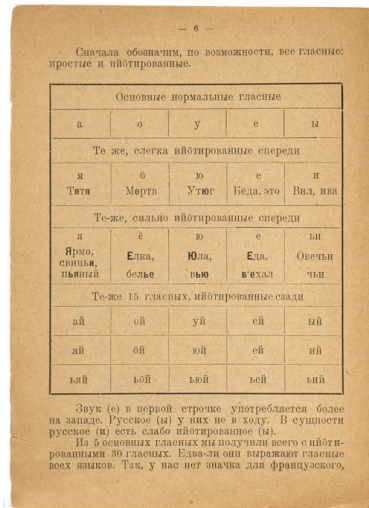 — 6 —
Сначала обозначим, по возможности, все гласные:
простые и ийотированные.
Основные нормальные гласные
а о у е ы
Те же, слегка ийотированные спереди
я ӧ ю е и
Тятя Мертв Утюг Беда, это Вил, ива
Те-же, сильно ийотированные спереди
я ё ю е ьи
Ярмо, Елка, Юла, Еда, Овечьи
свинья,
пьяный белье вью в'ехал чьи
Те-же 15 гласных, ийотированные сзади
ай ой уй ей ый
яй ӧй юй ей ий
ьяй ьӧй ьюй ьей ьий
Звук (е) в первой строчке употребляется более
на западе. Русское (ы) у них не в ходу. В сущности
русское (и) есть слабо ийотированное (ы).
Из 5 основных гласных мы получили всего с ийоти-
рованными 30 гласных. Едва-ли они выражают гласные
всех языков. Так, у нас нет значка для французского,